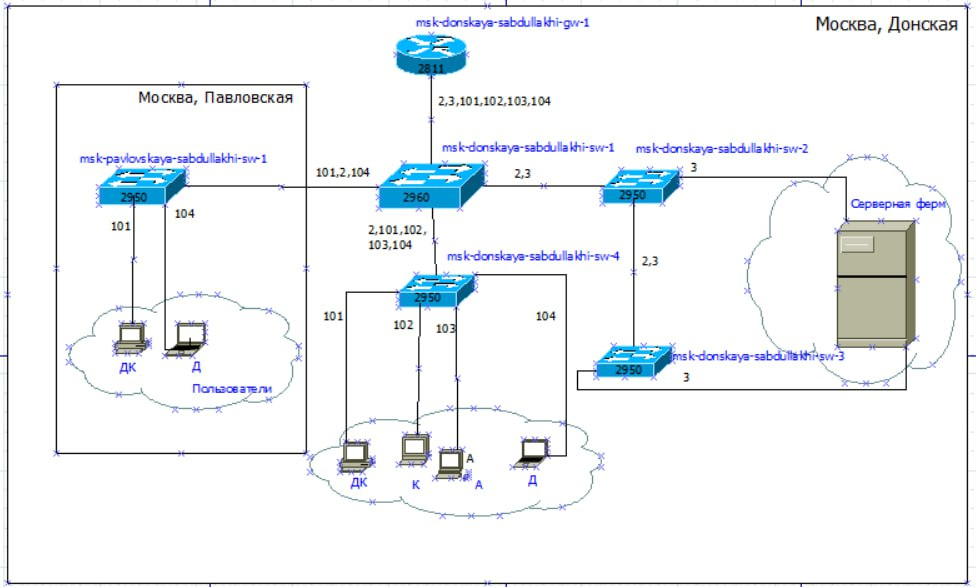 msk-donskaya-sabdullakhi-gw-1
Москва, Донская
2811
Москва, Павловская
2,3,101,102,103,104
msk-pavlovskaya-sabdullakhi-sw-1
msk-donskaya-sabdullakhi-sw-1
msk-donskaya-sabdullakhi-sw-2
101,2,104
2,3
3
2950
2960
2950
Серверная ферм
104
101
2,101,102,
103,104
msk-donskaya-sabdullakhi-sw-4
2,3
2950
101
102
103
104
msk-donskaya-sabdullakhi-sw-3
2950
3
ДК
Д
Пользователи
А
ДК
К
А
Д